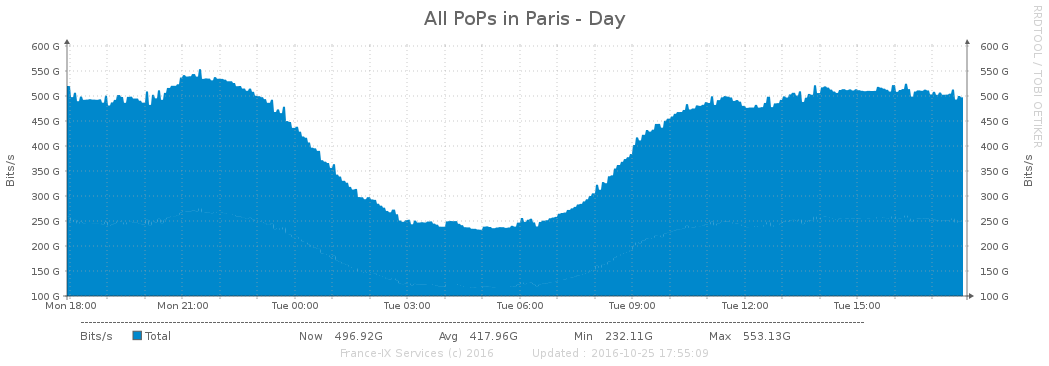 All PoPs in Paris - Day
RRDTOOL / TOBI OETIKER
600 G 600 G
550 G 550 G
500 G 500 G
450 G 450 G
400 G 400 G
350 G 350 G
300 G 300 G
250 G 250 G
200 G 200 G
150 G 150 G
100 G 100 G
Bits/s
Bits/s
Mon 18:00 Mon 21:00 Tue 00:00 Tue 03:00 Tue 06:00 Tue 09:00 Tue 12:00 Tue 15:00
Bits/s Total Now 496.92G Avg 417.96G Min 232.11G Max 553.13G
France-IX Services (c) 2016 Updated : 2016-10-25 17:55:09